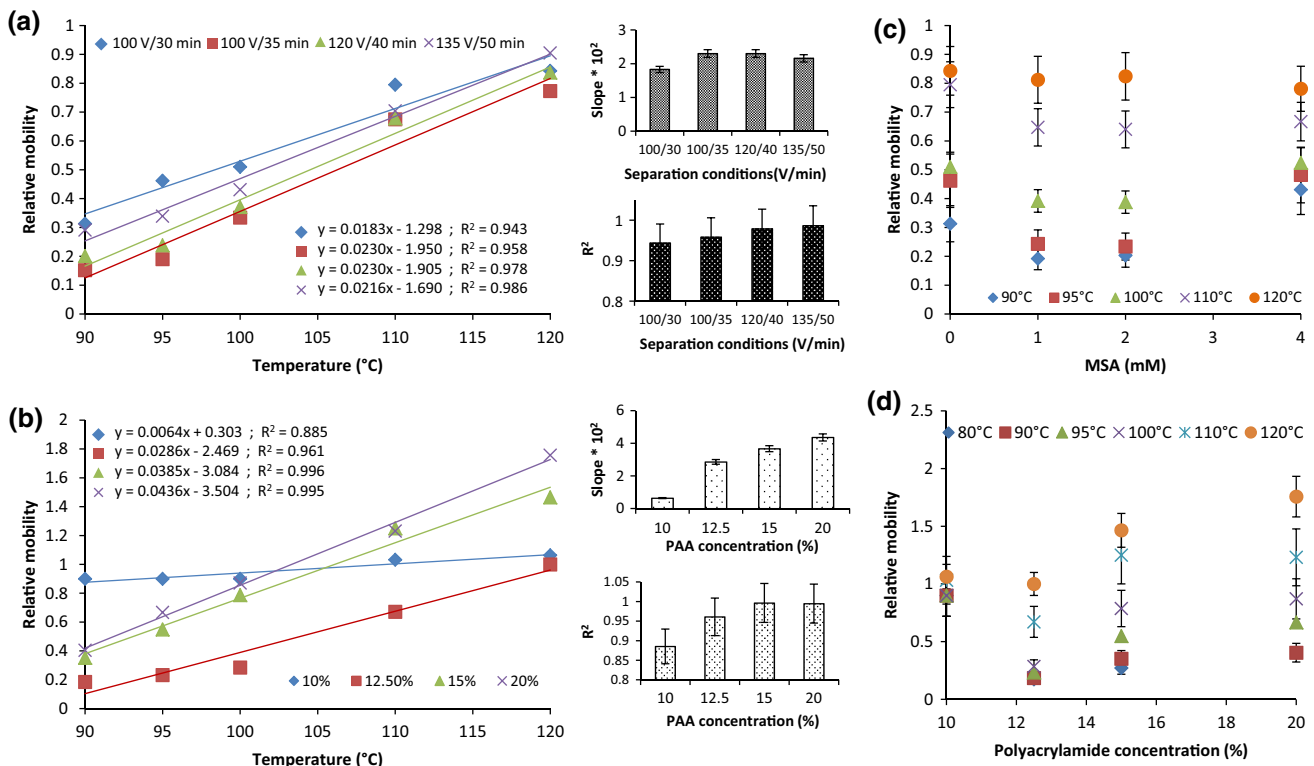 (a)
Relative mobility
1
0.9
0.8
0.7
0.6
0.5
0.4
0.3
0.2
0.1
0
100 V/30 min 100 V/35 min 120 V/40 min 135 V/50 min
y = 0.0183x - 1.298 ; R² = 0.943
y = 0.0230x - 1.950 ; R² = 0.958
y = 0.0230x - 1.905 ; R² = 0.978
y = 0.0216x - 1.690 ; R² = 0.986
90 95 100 105 110 115 120
Temperature (°C)
Slope * 10²
3
2
1
0
100/30 100/35 120/40 135/50
Separation conditions(V/min)
R²
1
0.9
0.8
100/30 100/35 120/40 135/50
Separation conditions (V/min)
(b)
Relative mobility
2
1.8
1.6
1.4
1.2
1
0.8
0.6
0.4
0.2
0
y = 0.0064x + 0.303 ; R² = 0.885
y = 0.0286x - 2.469 ; R² = 0.961
y = 0.0385x - 3.084 ; R² = 0.996
y = 0.0436x - 3.504 ; R² = 0.995
10% 12.50% 15% 20%
90 95 100 105 110 115 120
Temperature (°C)
Slope * 10²
6
4
2
0
10 12.5 15 20
PAA concentration (%)
R²
1.05
1
0.95
0.9
0.85
0.8
10 12.5 15 20
PAA concentration (%)
(c)
Relative mobility
1
0.9
0.8
0.7
0.6
0.5
0.4
0.3
0.2
0.1
0
90°C 95°C 100°C 110°C 120°C
0 1 2 3 4
MSA (mM)
(d)
Relative mobility
2.5
2
1.5
1
0.5
0
80°C 90°C 95°C 100°C 110°C 120°C
10 12 14 16 18 20
Polyacrylamide concentration (%)